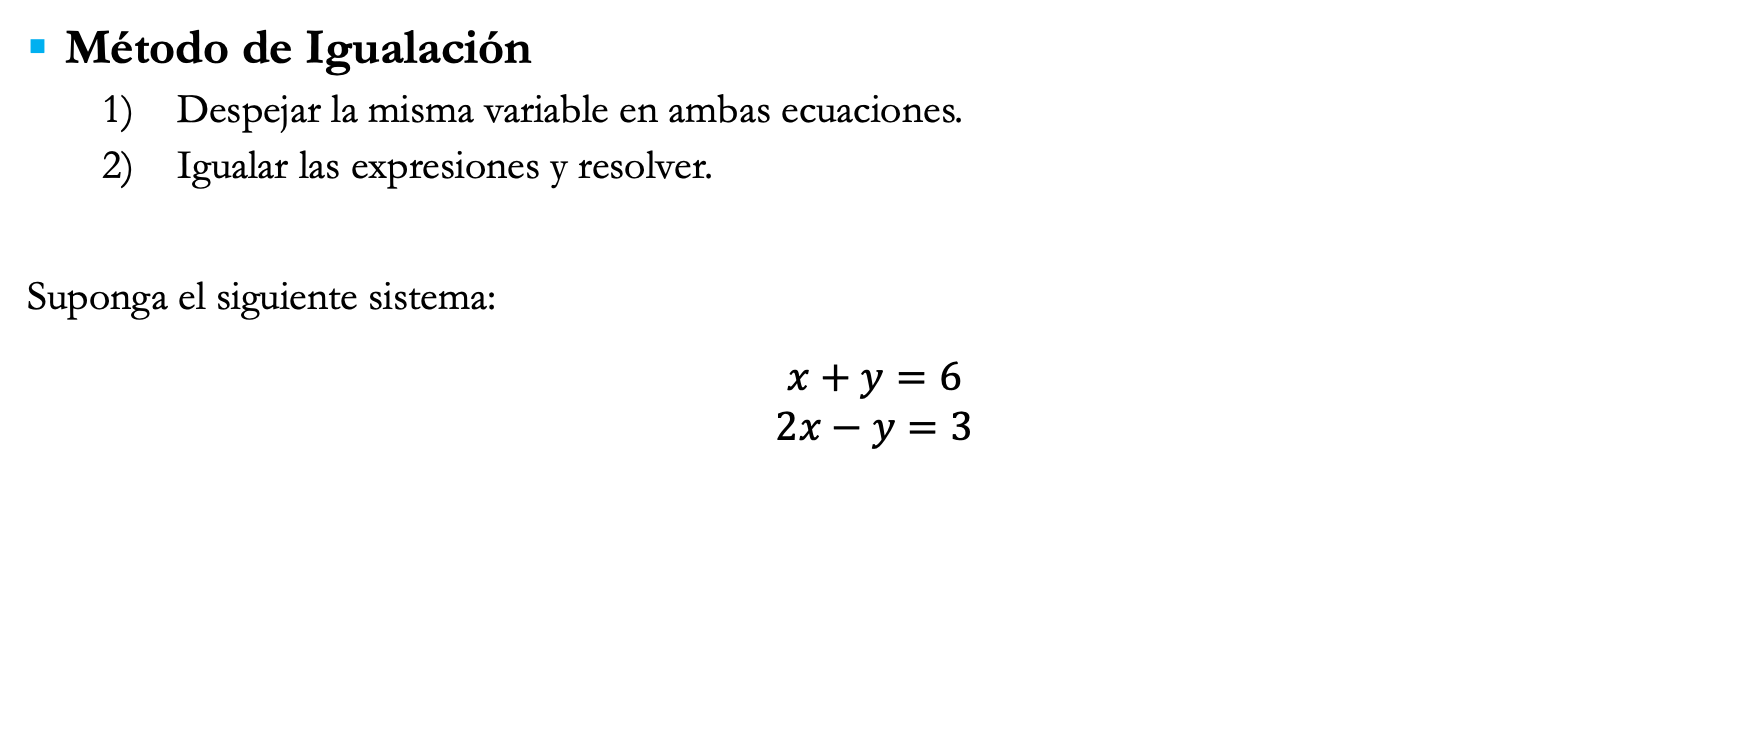 ▪ Método de Igualación
1) Despejar la misma variable en ambas ecuaciones.
2) Igualar las expresiones y resolver.
Suponga el siguiente sistema:
x + y = 6
2x − y = 3